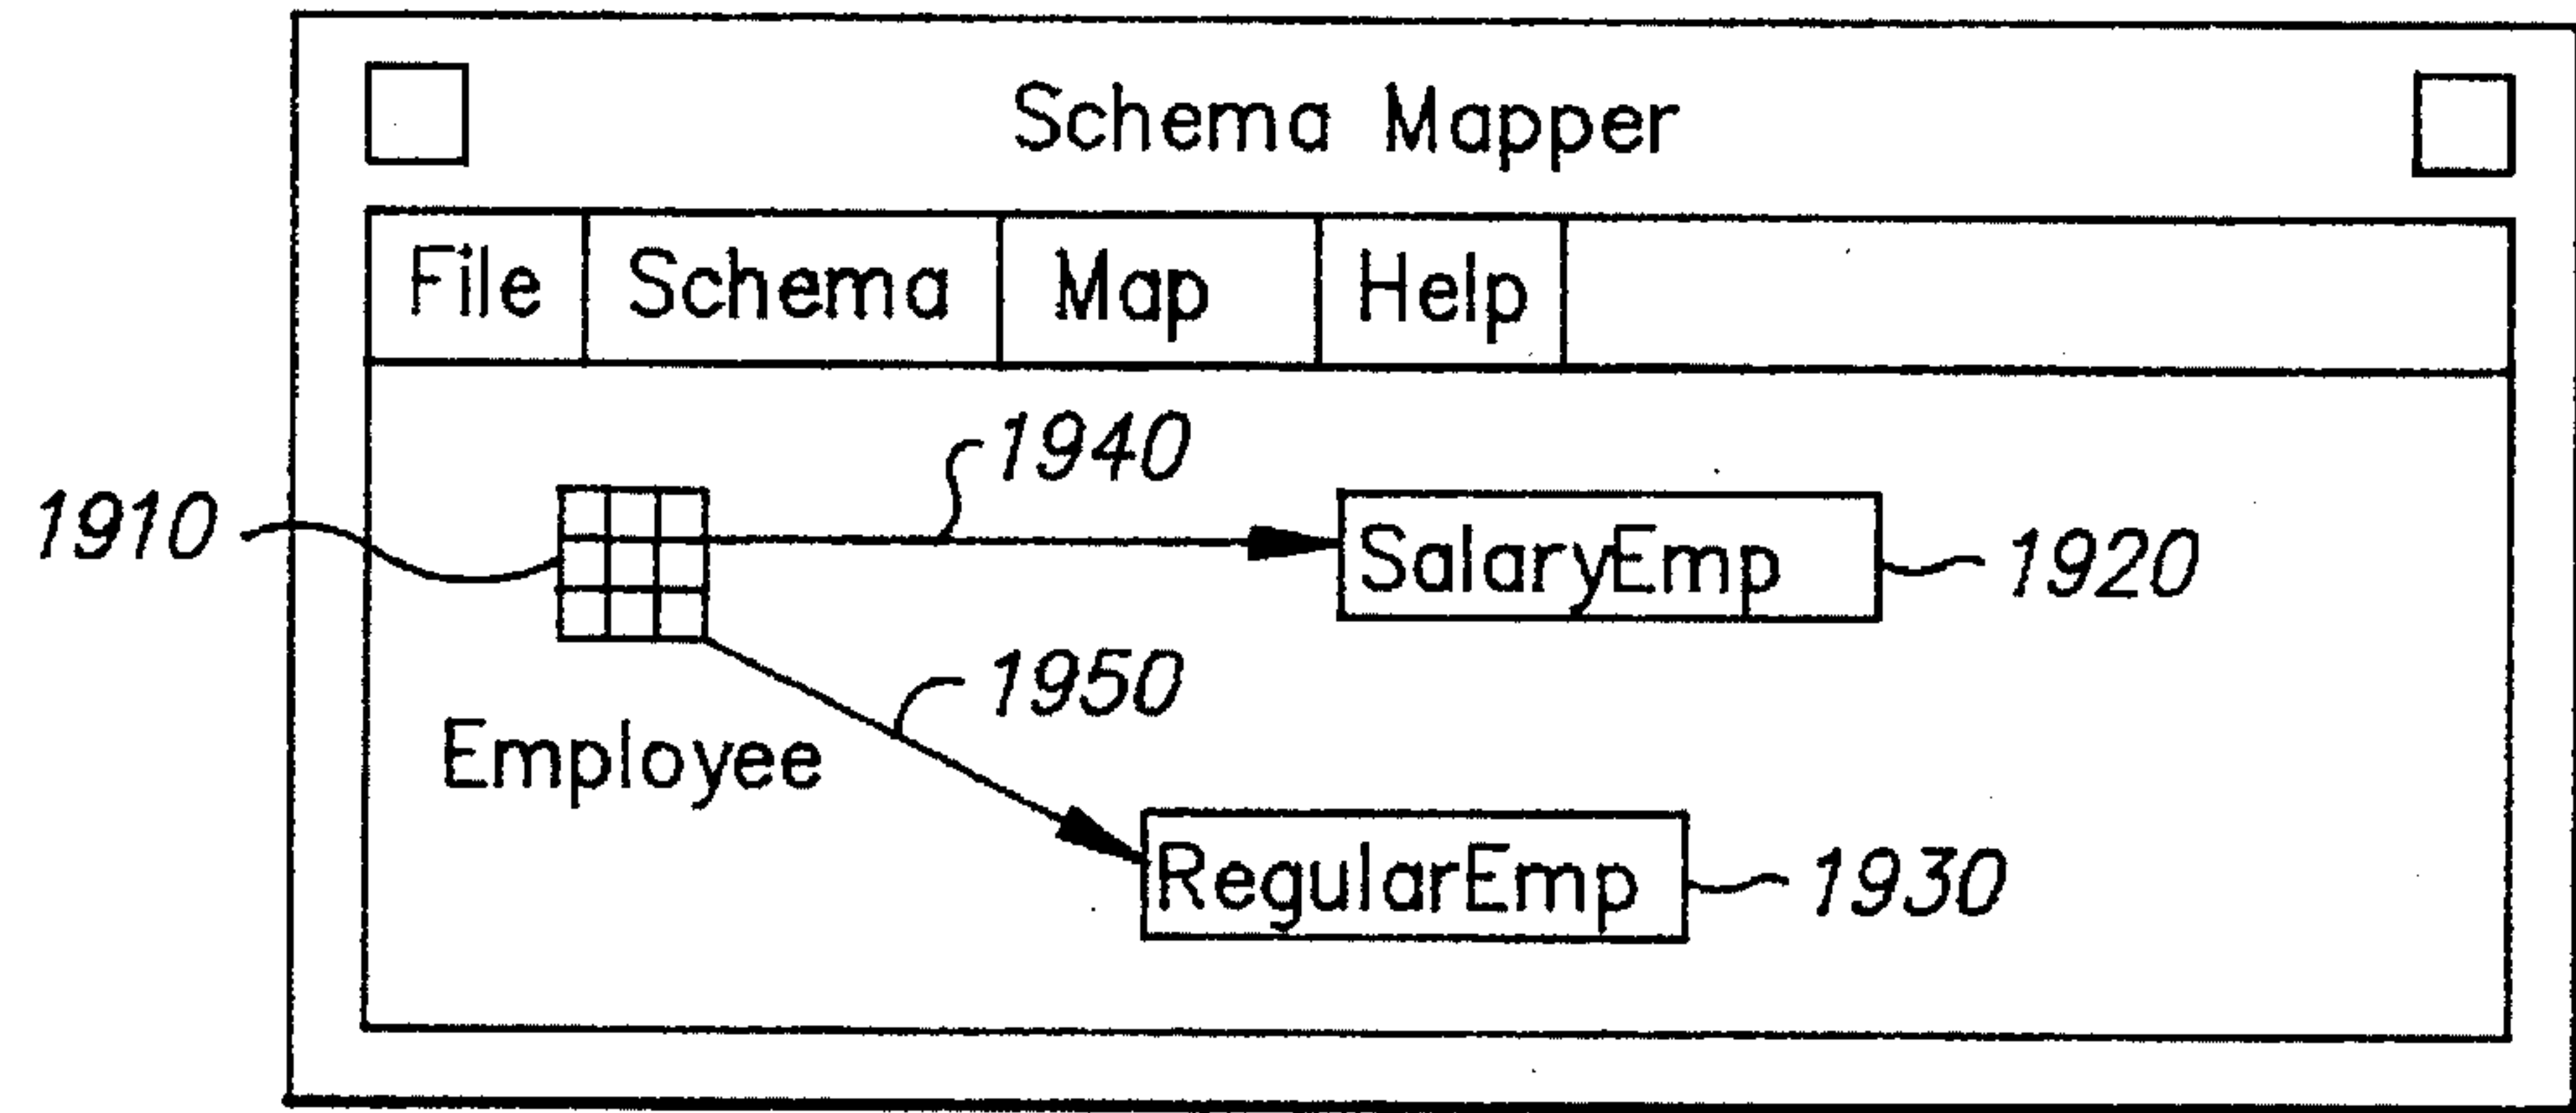 Schema Mapper
File Schema Map Help
1940
1910
SalaryEmp 1920
1950
Employee
RegularEmp 1930